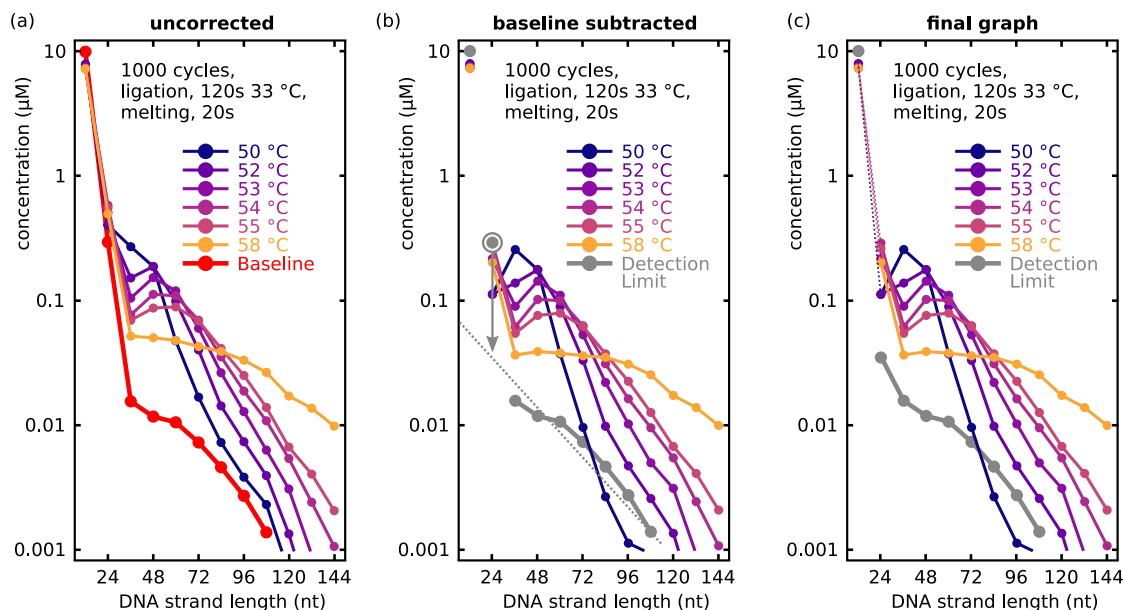 (a)
uncorrected
concentration (µM)
10
1
0.1
0.01
0.001
1000 cycles,
ligation, 120s 33 °C,
melting, 20s
50 °C
52 °C
53 °C
54 °C
55 °C
58 °C
Baseline
24 48 72 96 120 144
DNA strand length (nt)
(b)
baseline subtracted
concentration (µM)
10
1
0.1
0.01
0.001
1000 cycles,
ligation, 120s 33 °C,
melting, 20s
50 °C
52 °C
53 °C
54 °C
55 °C
58 °C
Detection
Limit
24 48 72 96 120 144
DNA strand length (nt)
(c)
final graph
concentration (µM)
10
1
0.1
0.01
0.001
1000 cycles,
ligation, 120s 33 °C,
melting, 20s
50 °C
52 °C
53 °C
54 °C
55 °C
58 °C
Detection
Limit
24 48 72 96 120 144
DNA strand length (nt)